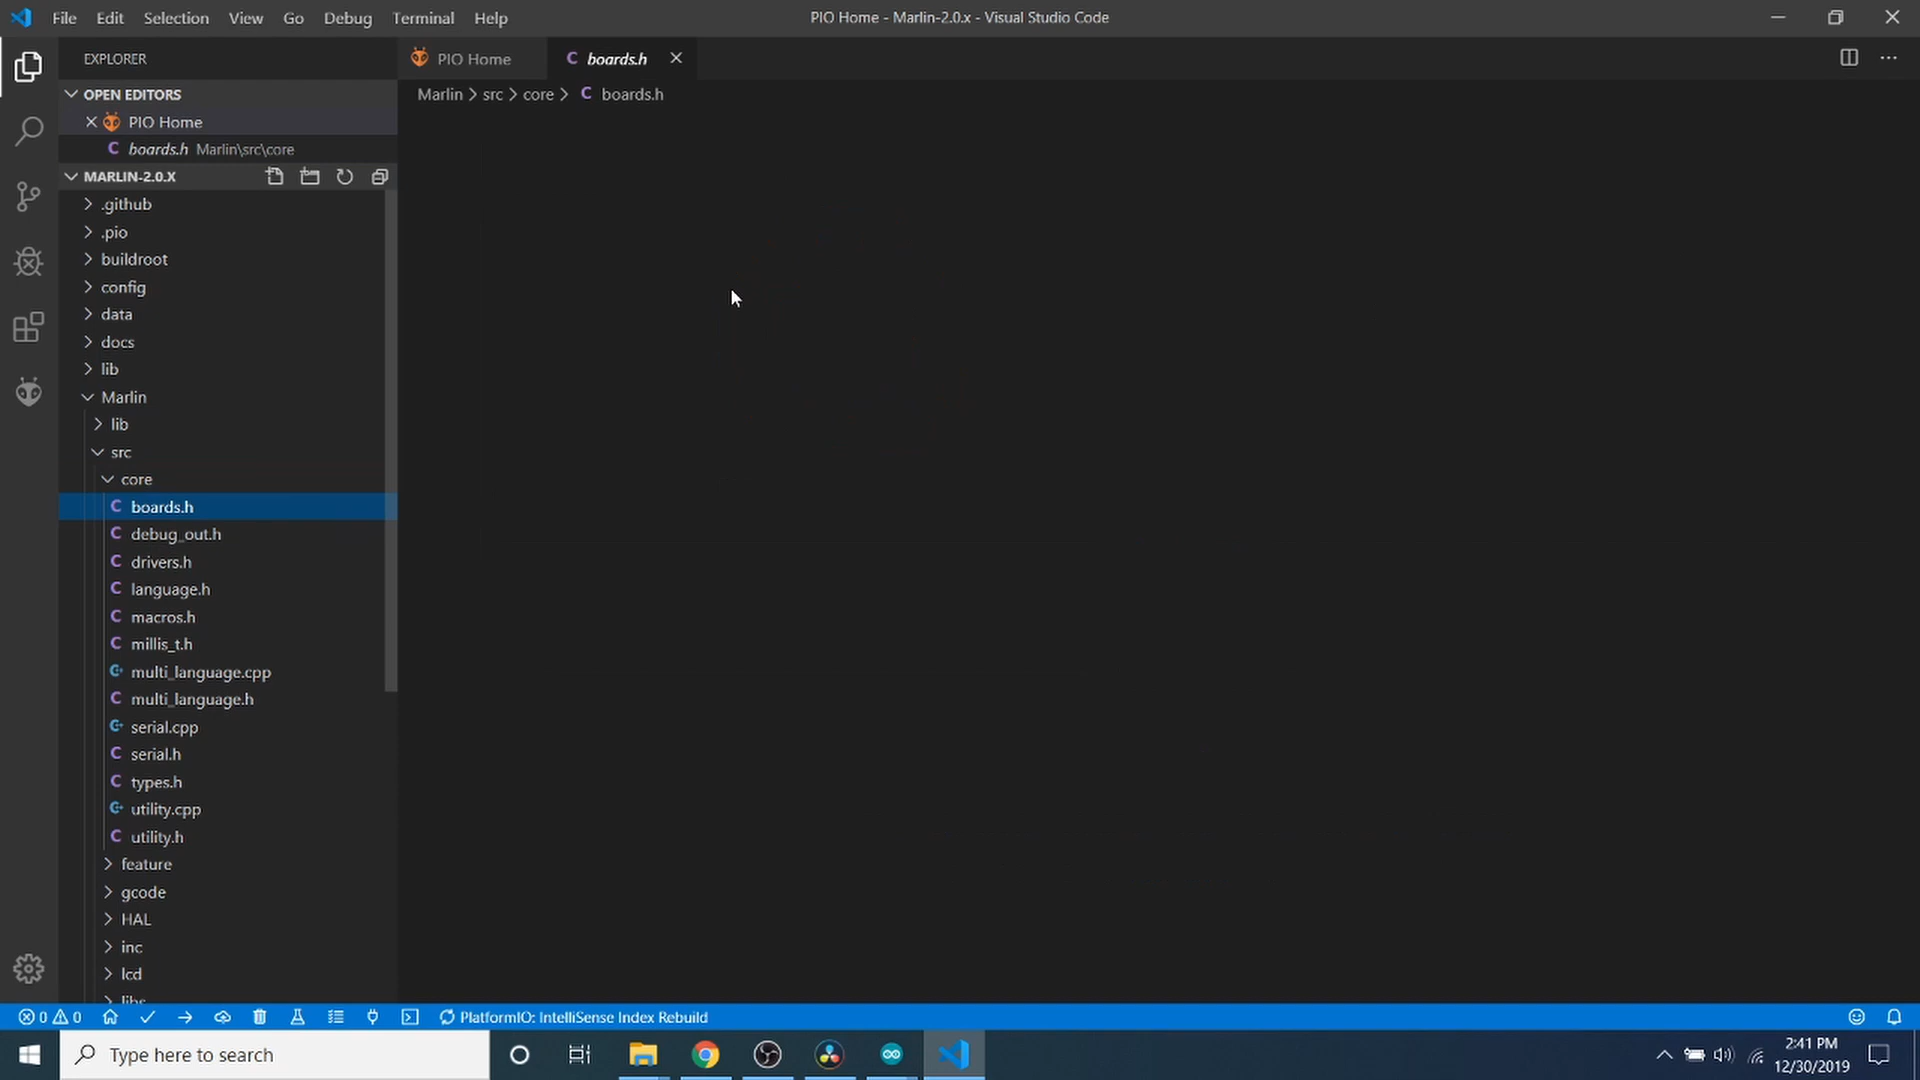 File Edit Selection View Go Debug Terminal Help
PIO Home - Marlin-2.0.x - Visual Studio Code
EXPLORER
PIO Home
boards.h
OPEN EDITORS
Marlin > src > core > C boards.h
PIO Home
C boards.h Marlin\src\core
MARLIN-2.0.X
.github
.pio
buildroot
config
data
docs
lib
Marlin
lib
src
core
C boards.h
C debug_out.h
C drivers.h
C language.h
C macros.h
C millis_t.h
multi_language.cpp
C multi_language.h
serial.cpp
C serial.h
C types.h
utility.cpp
C utility.h
feature
gcode
HAL
inc
lcd
libs
0 0
PlatformIO: IntelliSense Index Rebuild
Type here to search
2:41 PM
12/30/2019